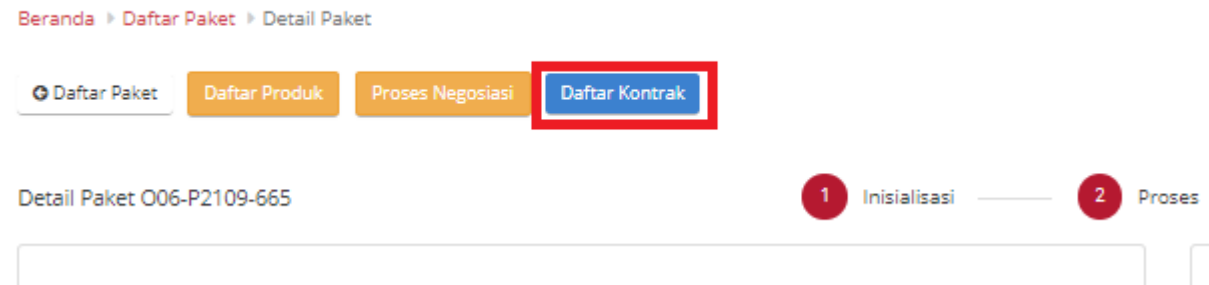 Beranda Daftar Paket Detail Paket
Daftar Paket Daftar Produk Proses Negosiasi Daftar Kontrak
Detail Paket O06-P2109-665 1 Inisialisasi 2 Proses